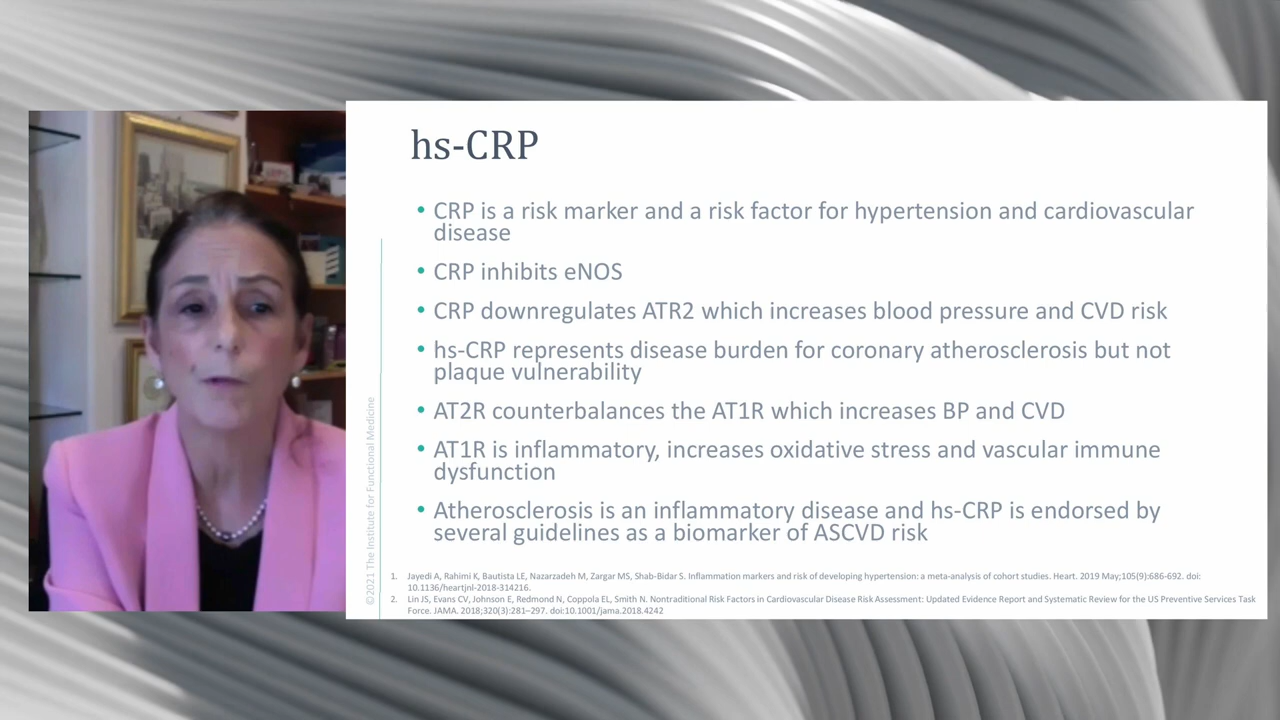 hs-CRP
• CRP is a risk marker and a risk factor for hypertension and cardiovascular
disease
• CRP inhibits eNOS
• CRP downregulates ATR2 which increases blood pressure and CVD risk
• hs-CRP represents disease burden for coronary atherosclerosis but not
plaque vulnerability
• AT2R counterbalances the AT1R which increases BP and CVD
• AT1R is inflammatory, increases oxidative stress and vascular immune
dysfunction
• Atherosclerosis is an inflammatory disease and hs-CRP is endorsed by
several guidelines as a biomarker of ASCVD risk
1. Jayedi A, Rahimi K, Bautista LE, Nazarzadeh M, Zargar MS, Shab-Bidar S. Inflammation markers and risk of developing hypertension: a meta-analysis of cohort studies. Heart. 2019 May;105(9):686-692. doi:
10.1136/heartjnl-2018-314216.
2. Lin JS, Evans CV, Johnson E, Redmond N, Coppola EL, Smith N. Nontraditional Risk Factors in Cardiovascular Disease Risk Assessment: Updated Evidence Report and Systematic Review for the US Preventive Services Task
Force. JAMA. 2018;320(3):281–297. doi:10.1001/jama.2018.4242
©2021 The Institute for Functional Medicine